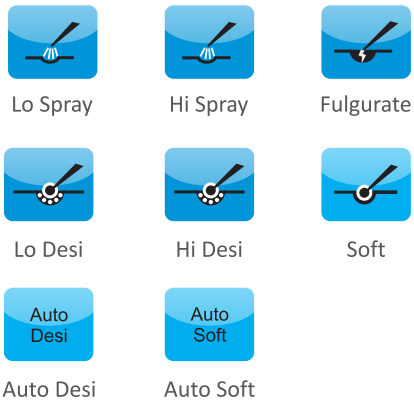 Lo Spray
Hi Spray
Fulgurate
Lo Desi
Hi Desi
Soft
Auto
Desi
Auto
Soft
Auto Desi
Auto Soft